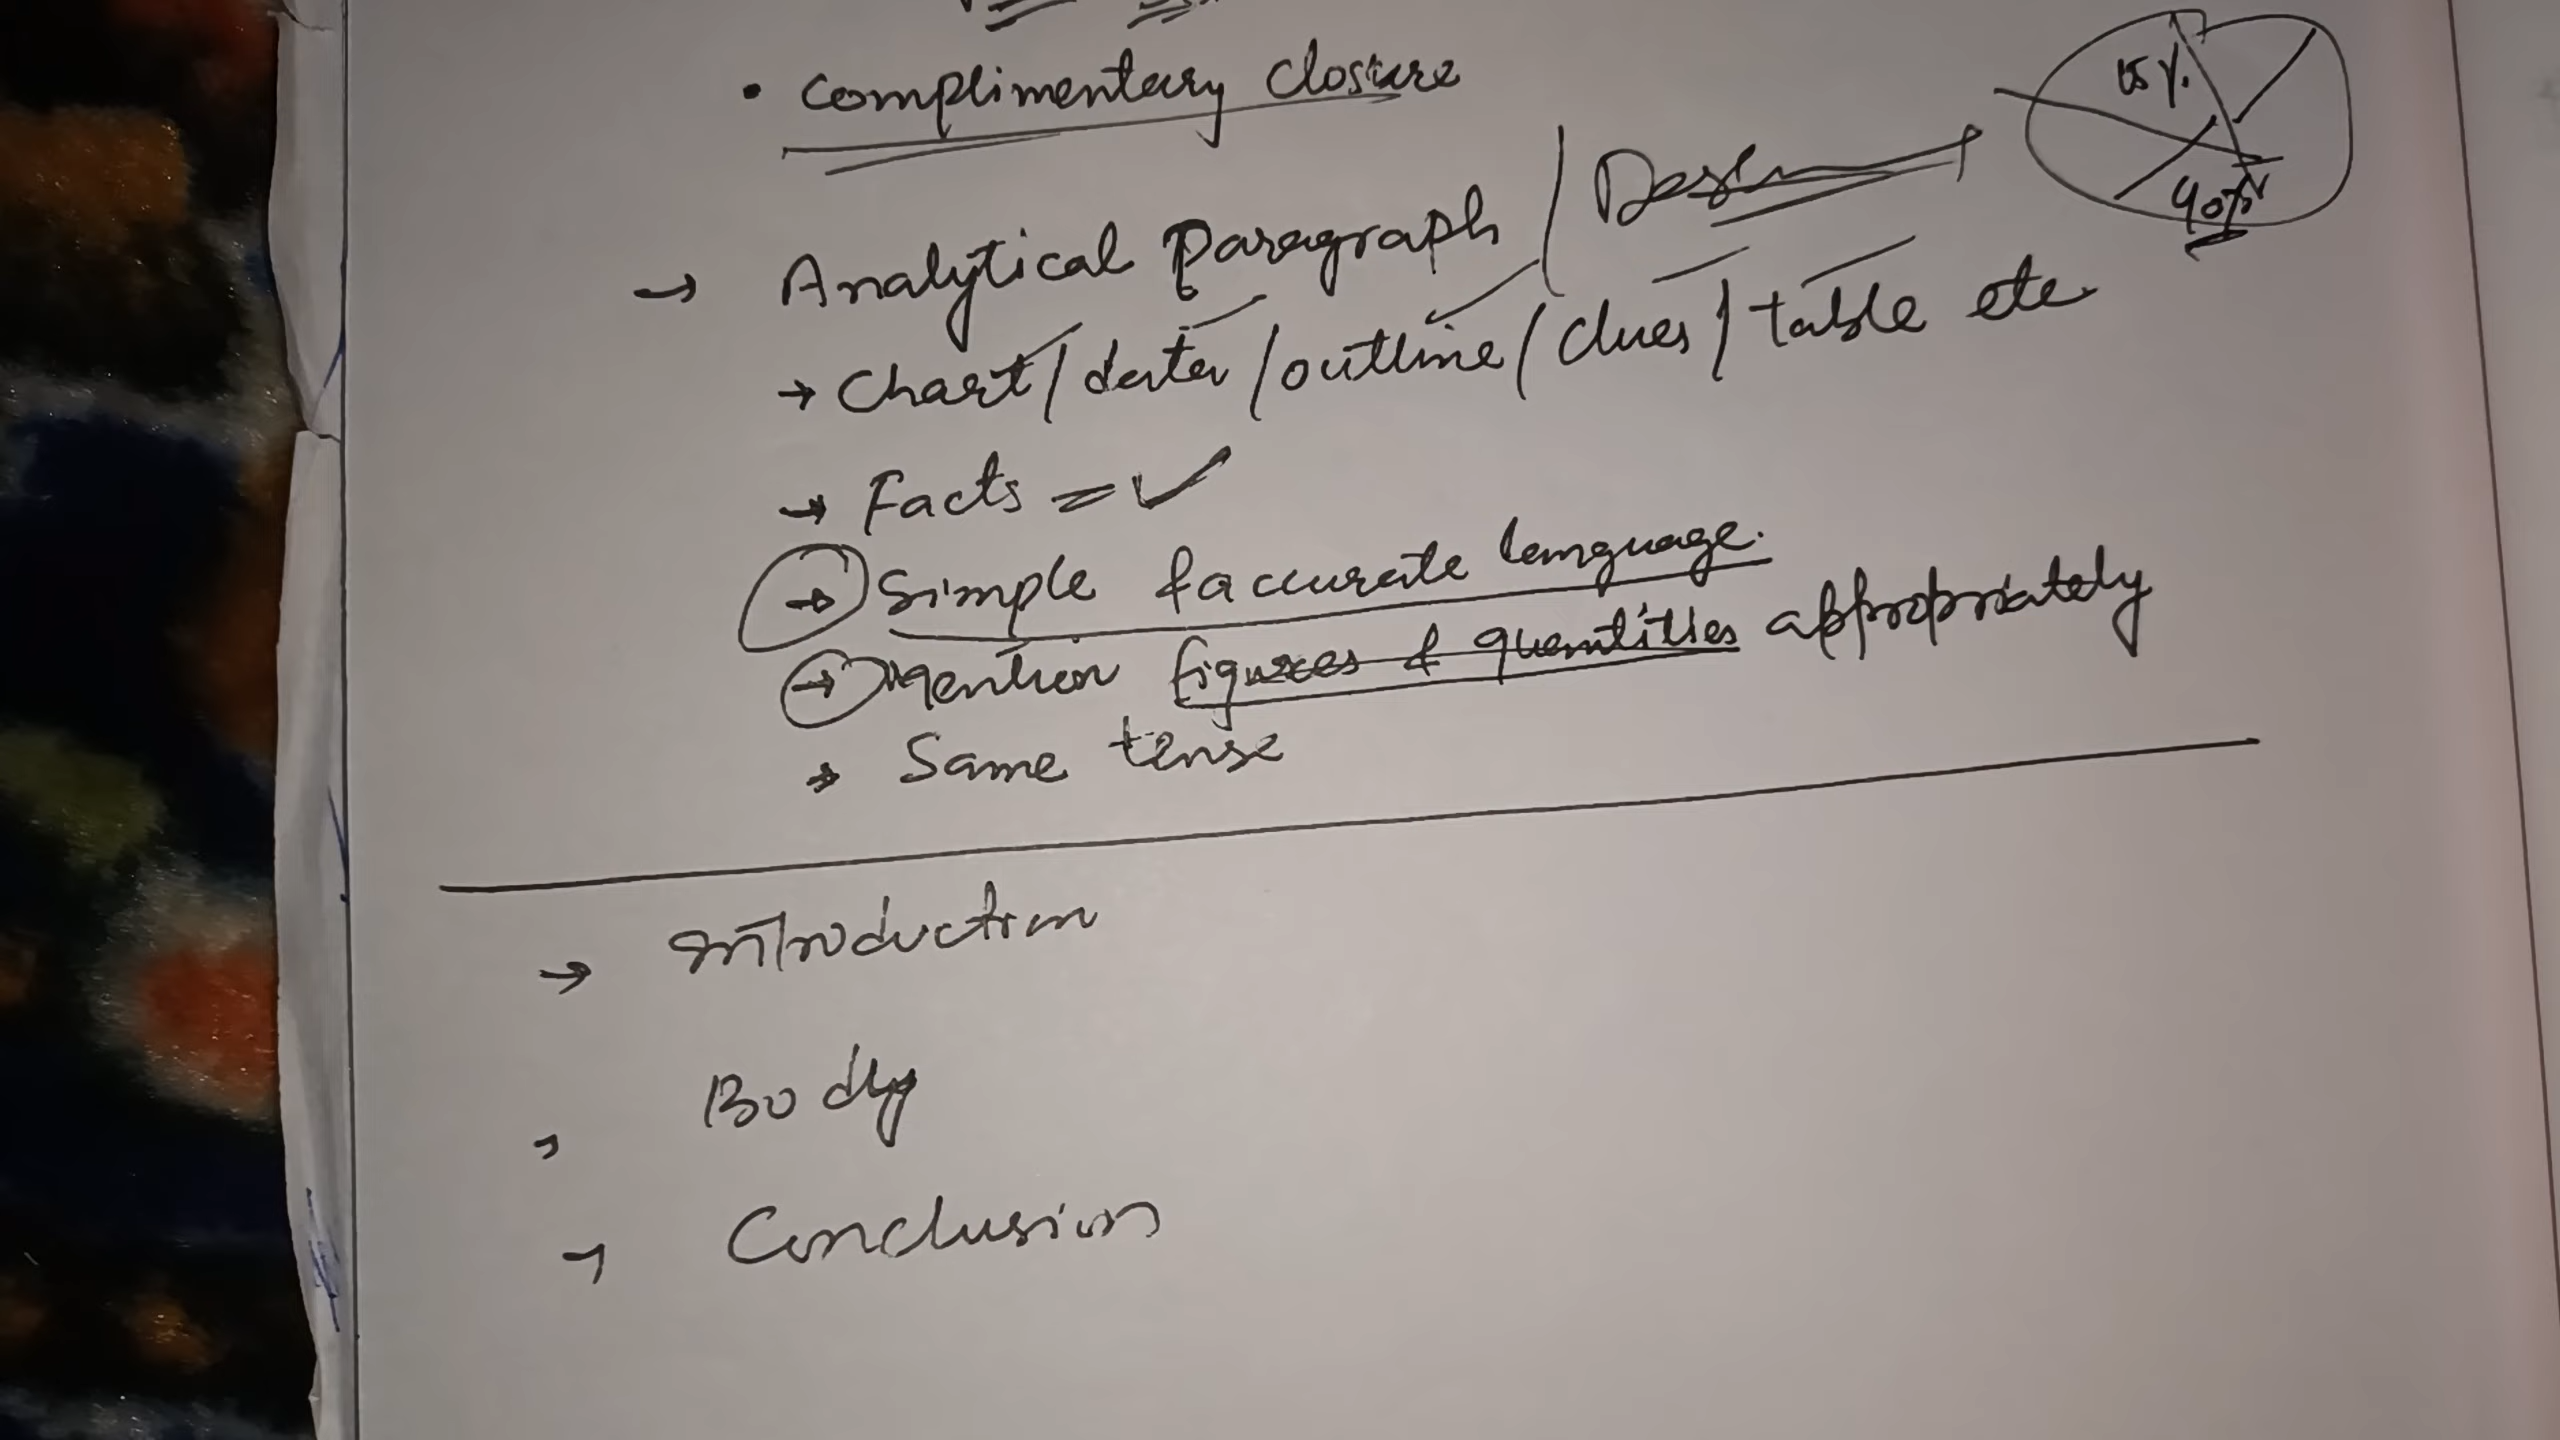 • Complimentary Closure
→ Analytical Paragraph /
15%.
40%
→ Chart / data / outline / clues / table etc.
→ Facts = ✓
→ Simple & accurate language.
→ Mention figures & quantities appropriately
→ Same tense
→ Introduction
→ Body
→ Conclusion